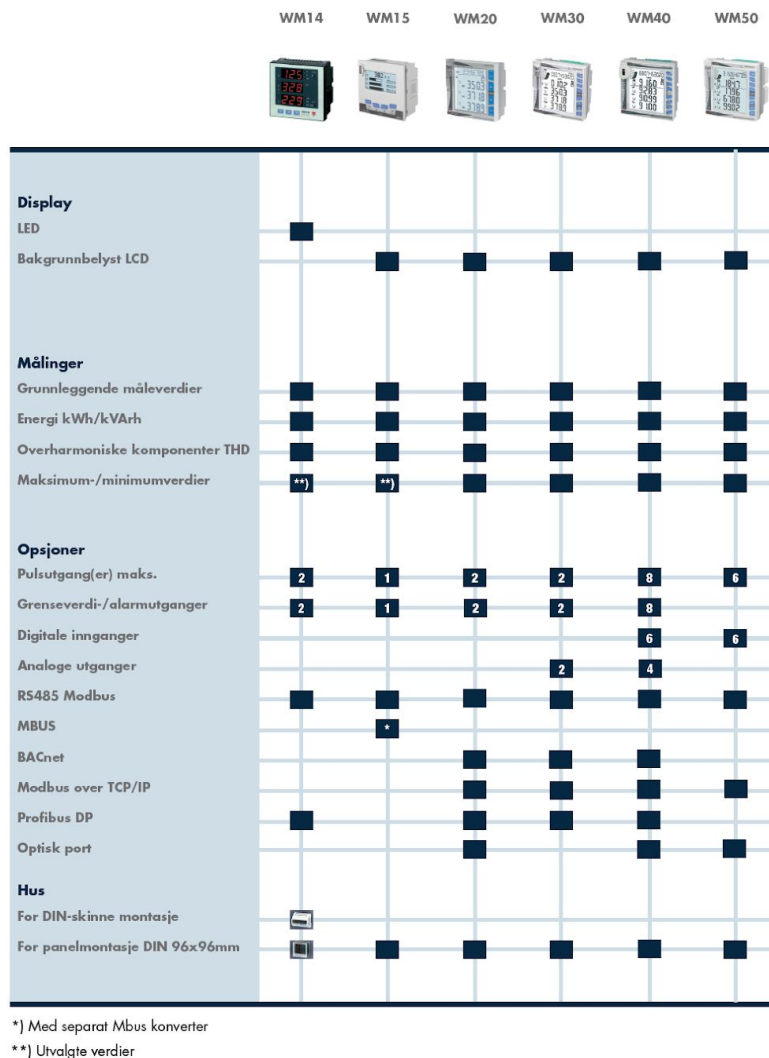 WM14 WM15 WM20 WM30 WM40 WM50
125
328
229
Display
LED
Bakgrunnbelyst LCD
Målinger
Grunnleggende måleverdier
Energi kWh/kVArh
Overharmoniske komponenter THD
Maksimum-/minimumverdier **) **)
Opsjoner
Pulsutgang(er) maks. 2 1 2 2 8 6
Grenseverdi-/alarmutganger 2 1 2 2 8
Digitale innganger 6 6
Analoge utganger 2 4
RS485 Modbus
MBUS *
BACnet
Modbus over TCP/IP
Profibus DP
Optisk port
Hus
For DIN-skinne montasje
For panelmontasje DIN 96x96mm
*) Med separat Mbus konverter
**) Utvalgte verdier